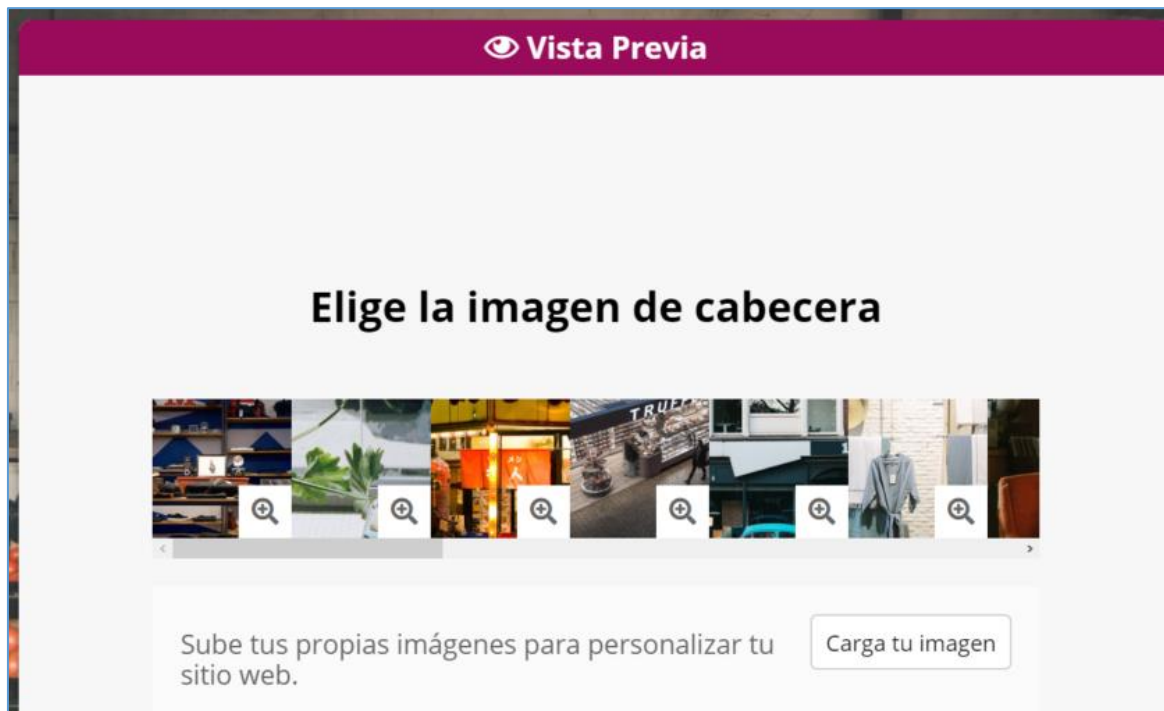 Vista Previa
Elige la imagen de cabecera
TRUFF
Sube tus propias imágenes para personalizar tu
sitio web.
Carga tu imagen